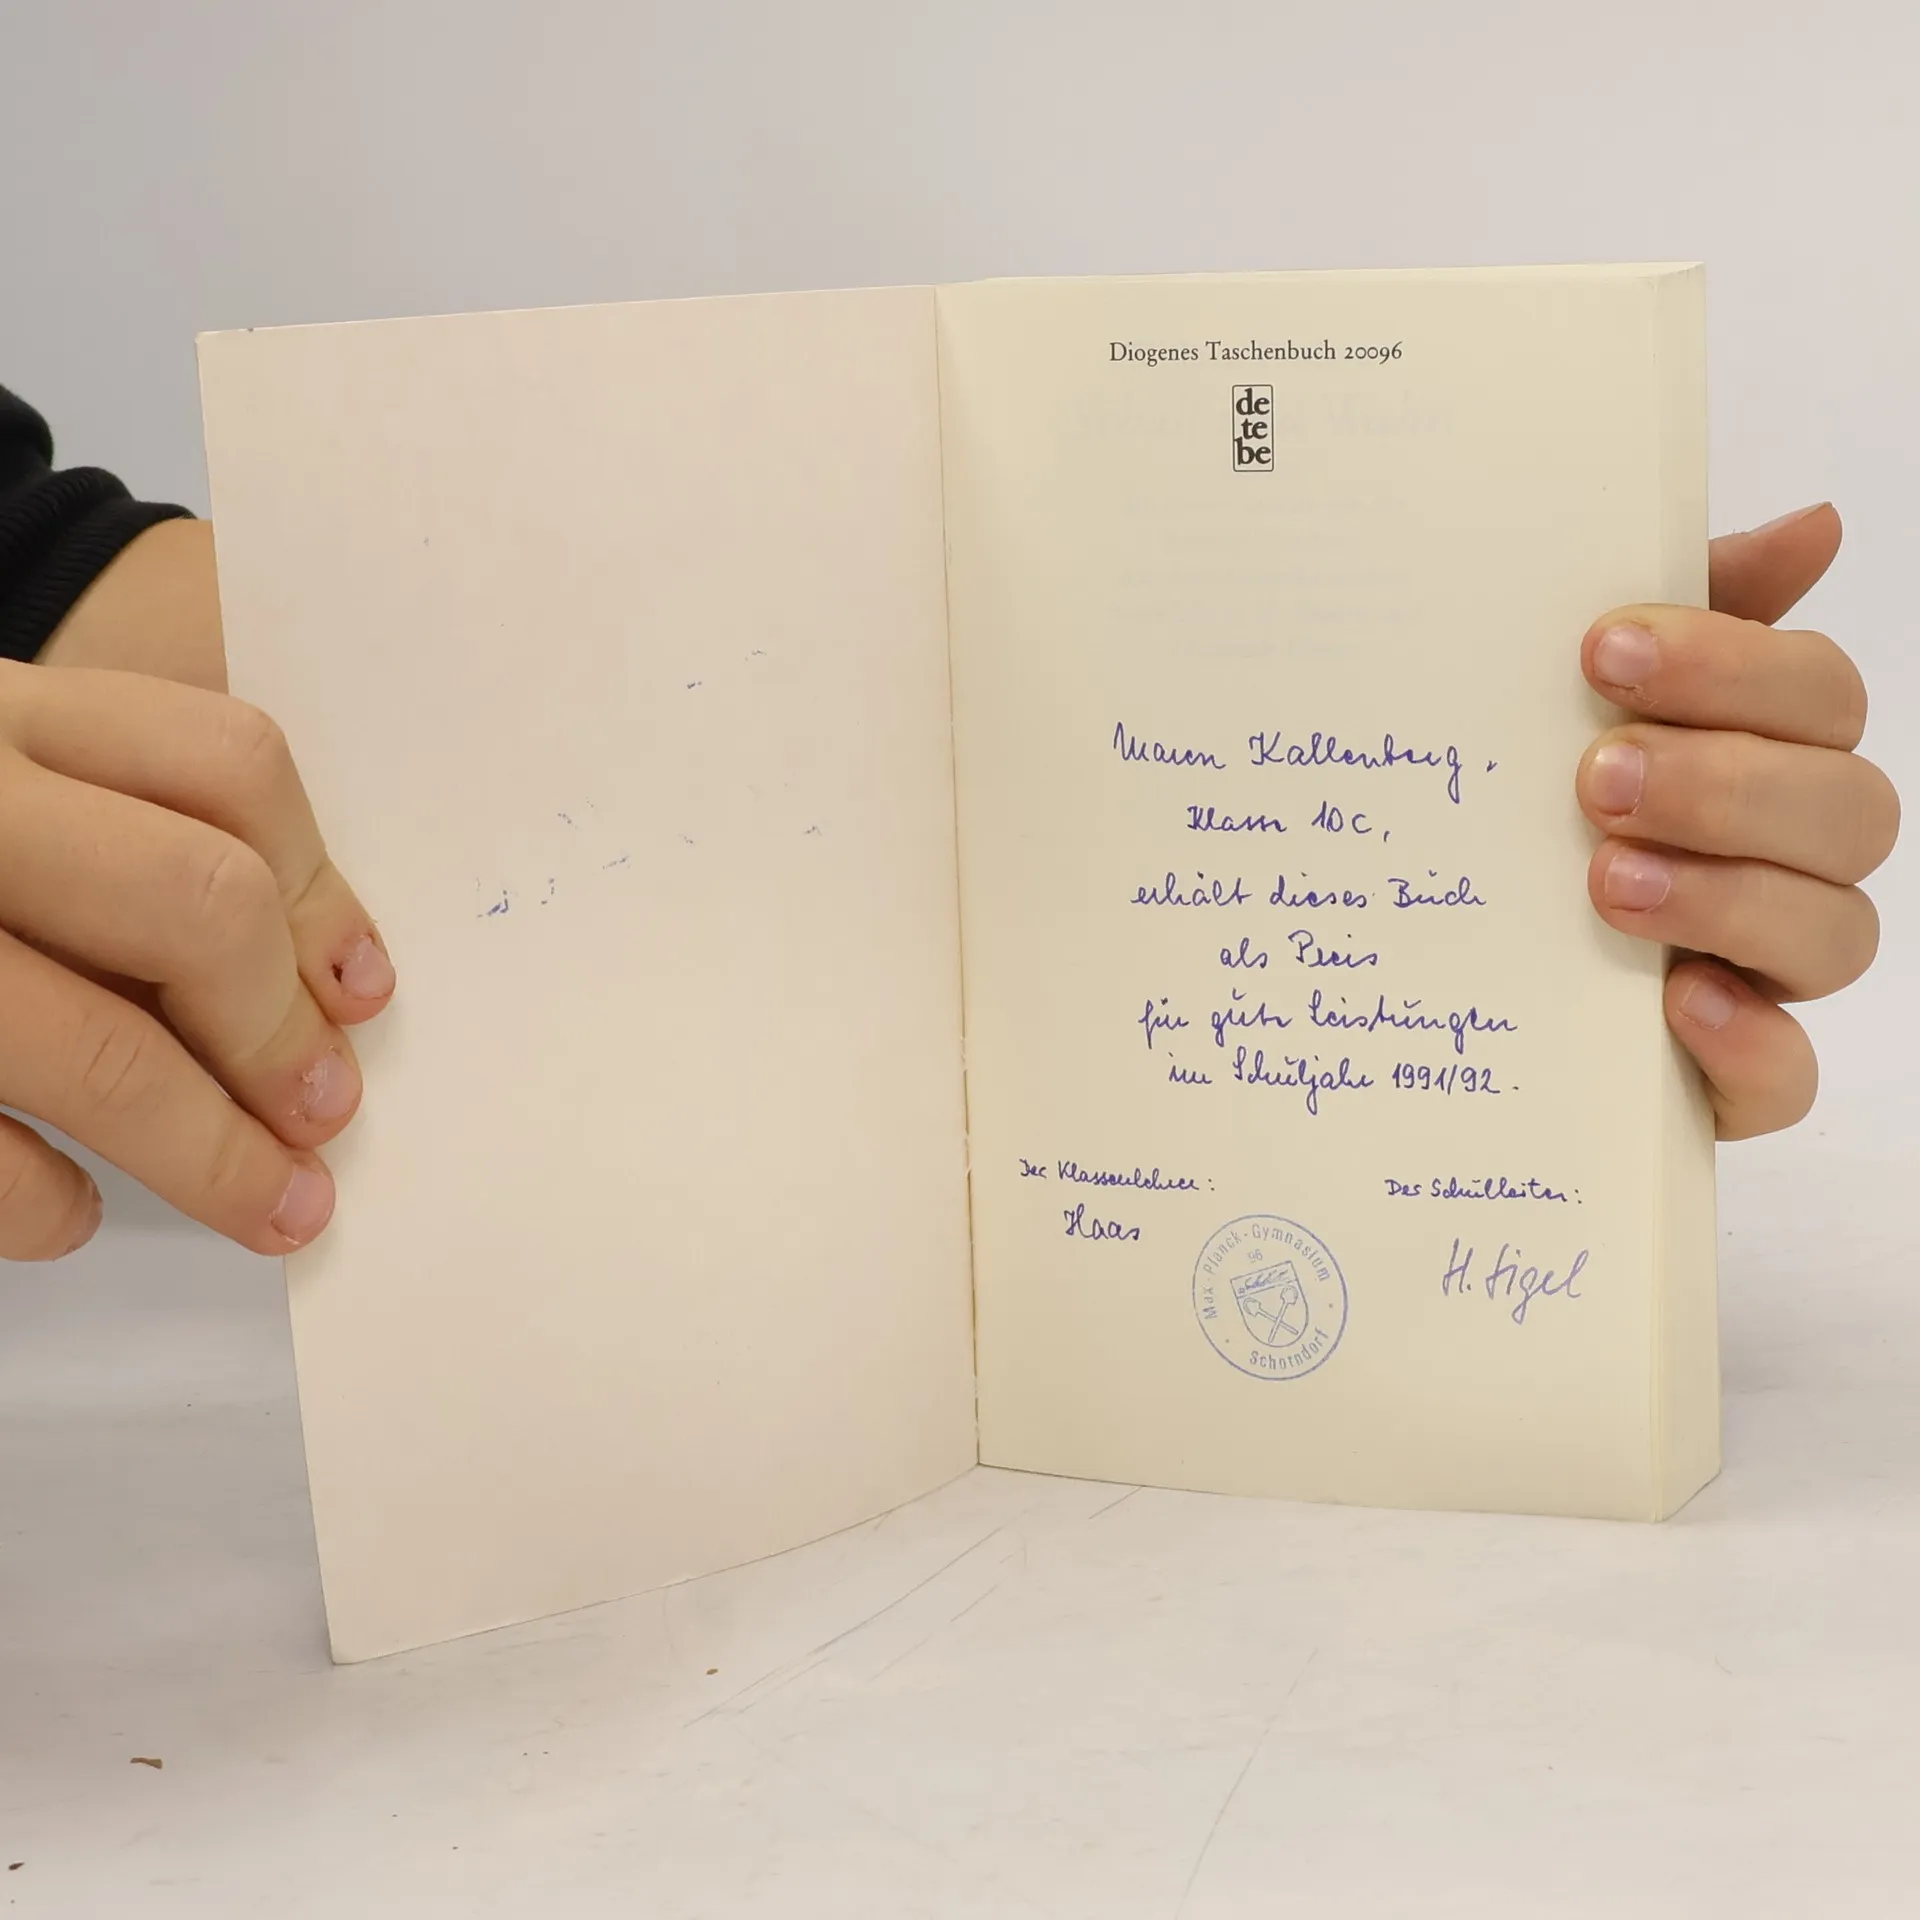 Diogenes Taschenbuch 20096
de
te
be
Maren Kallenberg,
Klasse 10c,
erhält dieses Buch
als Preis
für gute Leistungen
im Schuljahr 1991/92.
Der Klassenlehrer:
Haas
Der Schulleiter:
H. Sigel
Max-Planck-Gymnasium
96
Schorndorf